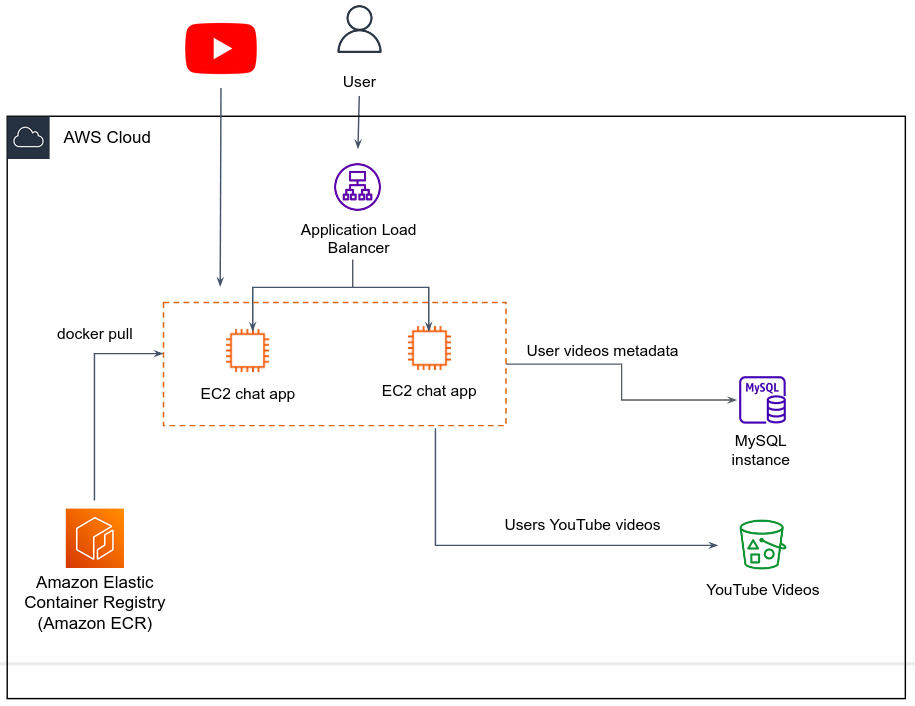 User
AWS Cloud
Application Load
Balancer
docker pull
EC2 chat app
EC2 chat app
User videos metadata
MySQL
MySQL
instance
Users YouTube videos
YouTube Videos
Amazon Elastic
Container Registry
(Amazon ECR)